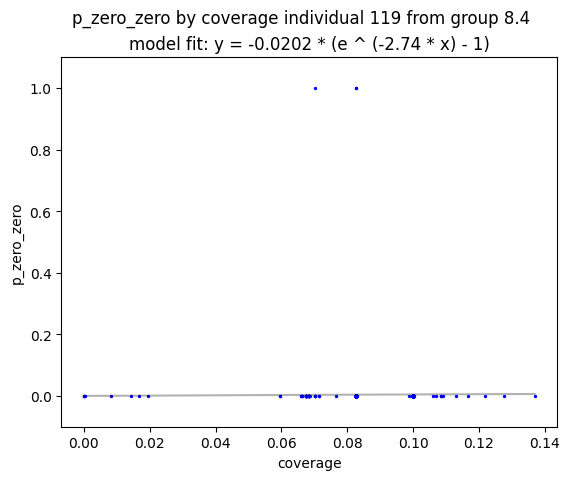 p_zero_zero by coverage individual 119 from group 8.4
model fit: y = -0.0202 * (e ^ (-2.74 * x) - 1)
1.0
0.8
0.6
0.4
0.2
0.0
p_zero_zero
0.00 0.02 0.04 0.06 0.08 0.10 0.12 0.14
coverage